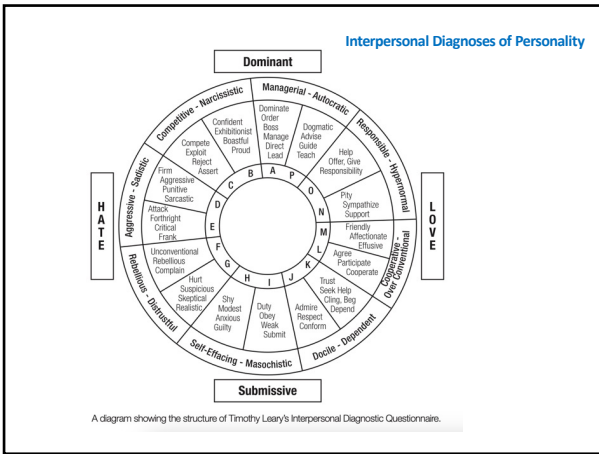 Interpersonal Diagnoses of Personality
Dominant
Managerial - Autocratic
Responsible - Hypernormal
Cooperative -
Over Conventional
Docile - Dependent
Self-Effacing - Masochistic
Rebellious - Distrustful
Aggressive - Sadistic
Competitive - Narcissistic
HATE
LOVE
Submissive
Dominate
Order
Boss
Manage
Direct
Lead
A
Dogmatic
Advise
Guide
Teach
P
Help
Offer, Give
Responsibility
O
Pity
Sympathize
Support
N
Friendly
Affectionate
Effusive
M
Agree
Participate
Cooperate
L
Trust
Seek Help
Cling, Beg
Depend
K
Admire
Respect
Conform
J
Duty
Obey
Weak
Submit
I
Shy
Modest
Anxious
Guilty
H
Hurt
Suspicious
Skeptical
Realistic
G
Unconventional
Rebellious
Complain
F
Attack
Forthright
Critical
Frank
E
Firm
Aggressive
Punitive
Sarcastic
D
Compete
Exploit
Reject
Assert
C
Confident
Exhibitionist
Boastful
Proud
B
A diagram showing the structure of Timothy Leary's Interpersonal Diagnostic Questionnaire.